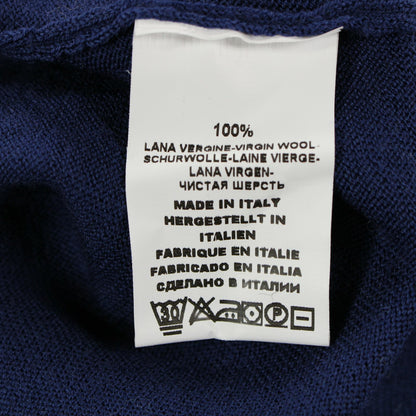 100%
LANA VERGINE-VIRGIN WOOL-
SCHURWOLLE-LAINE VIERGE-
LANA VIRGEN-
ЧИСТАЯ ШЕРСТЬ
MADE IN ITALY
HERGESTELLT IN
ITALIEN
FABRIQUE EN ITALIE
FABRICADO EN ITALIA
СДЕЛАНО В ИТАЛИИ
30 P